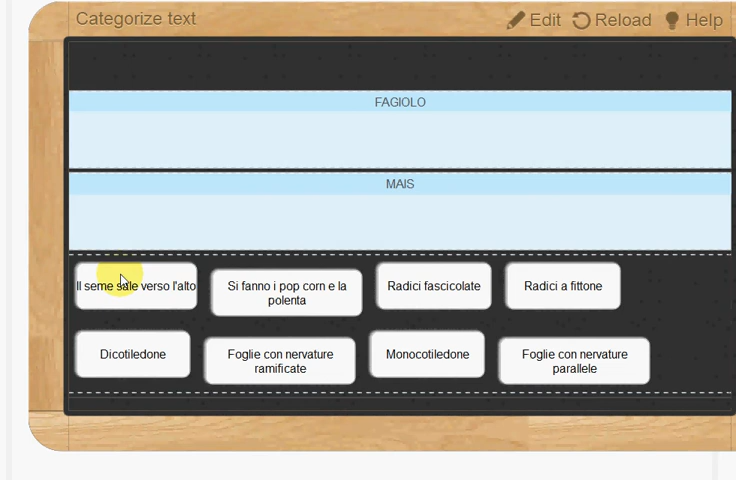 Categorize text
Edit Reload Help
FAGIOLO
MAIS
Il seme sale verso l'alto
Si fanno i pop corn e la
polenta
Radici fascicolate
Radici a fittone
Dicotiledone
Foglie con nervature
ramificate
Monocotiledone
Foglie con nervature
parallele